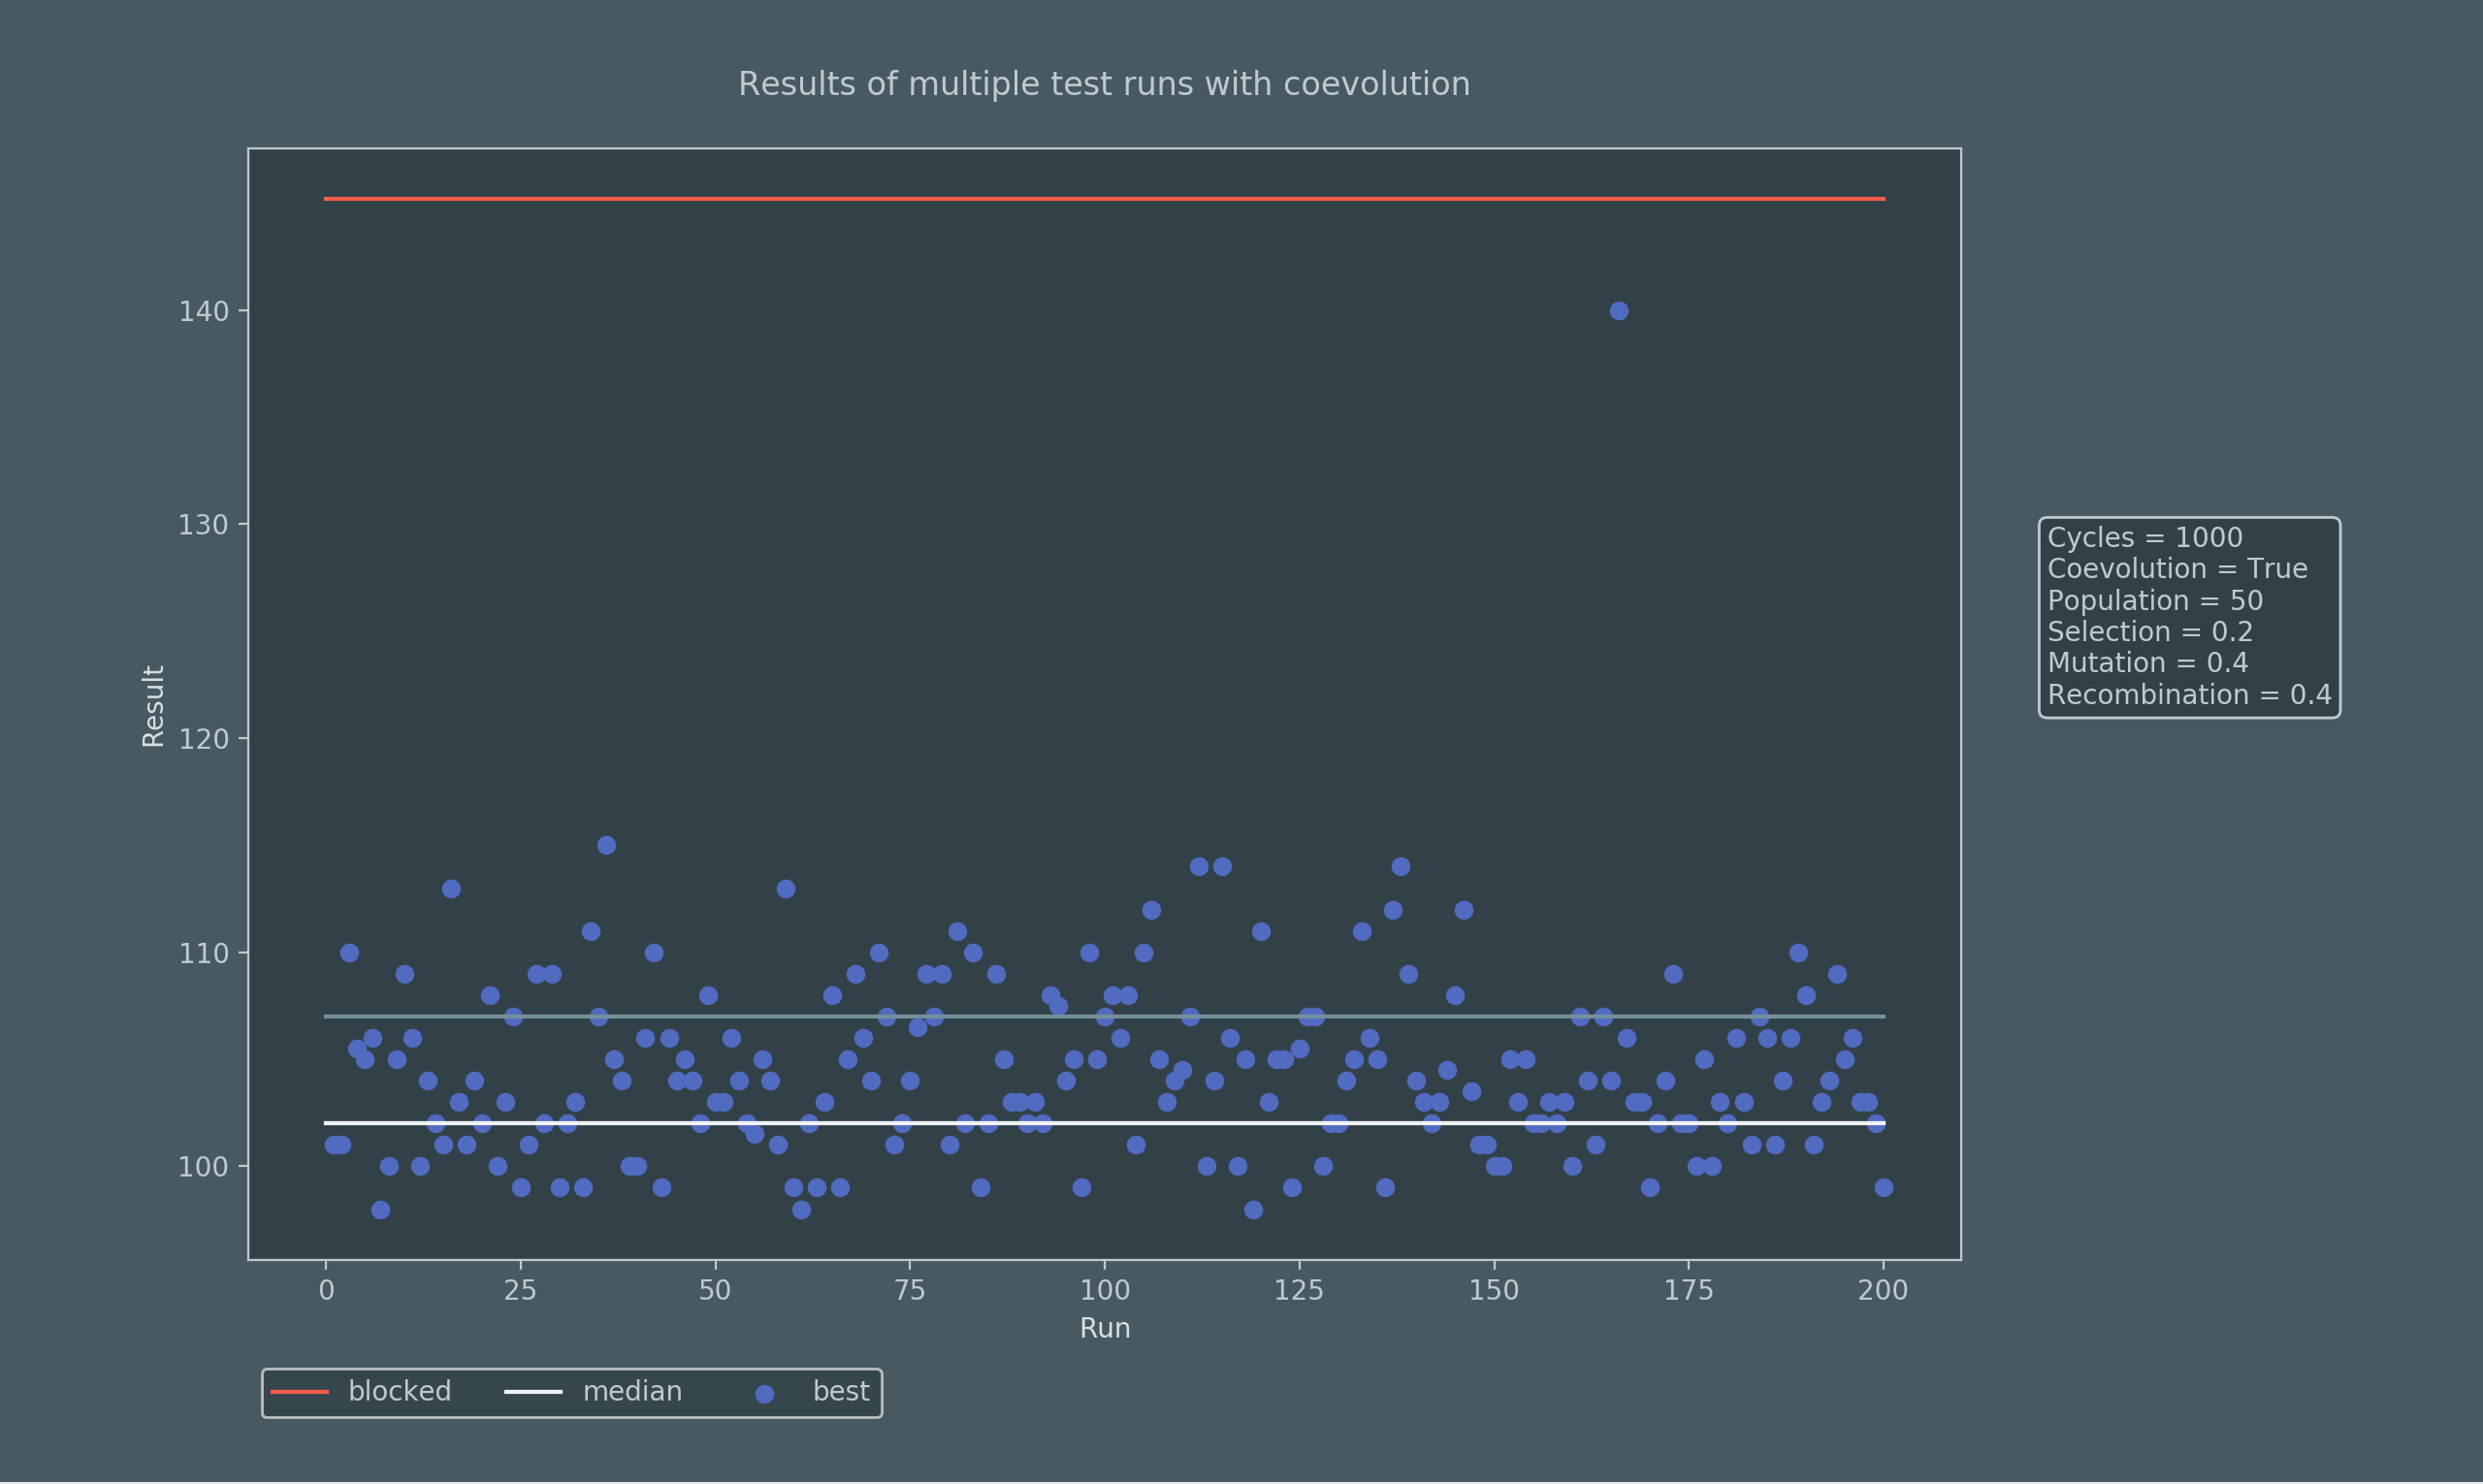 Results of multiple test runs with coevolution
Result
140
130
120
110
100
0 25 50 75 100 125 150 175 200
Run
Cycles = 1000
Coevolution = True
Population = 50
Selection = 0.2
Mutation = 0.4
Recombination = 0.4
blocked median best